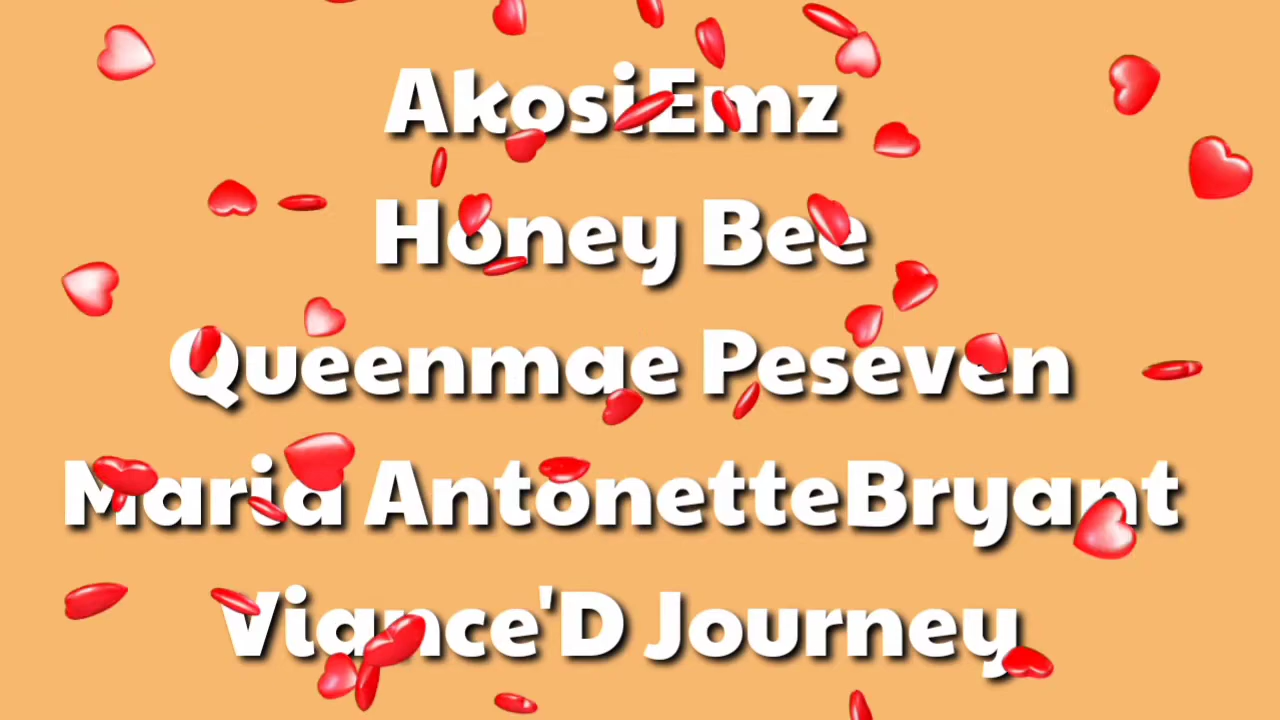 AkosiEmz
Honey Bee
Queenmae Peseven
Maria AntonetteBryant
Viance'D Journey